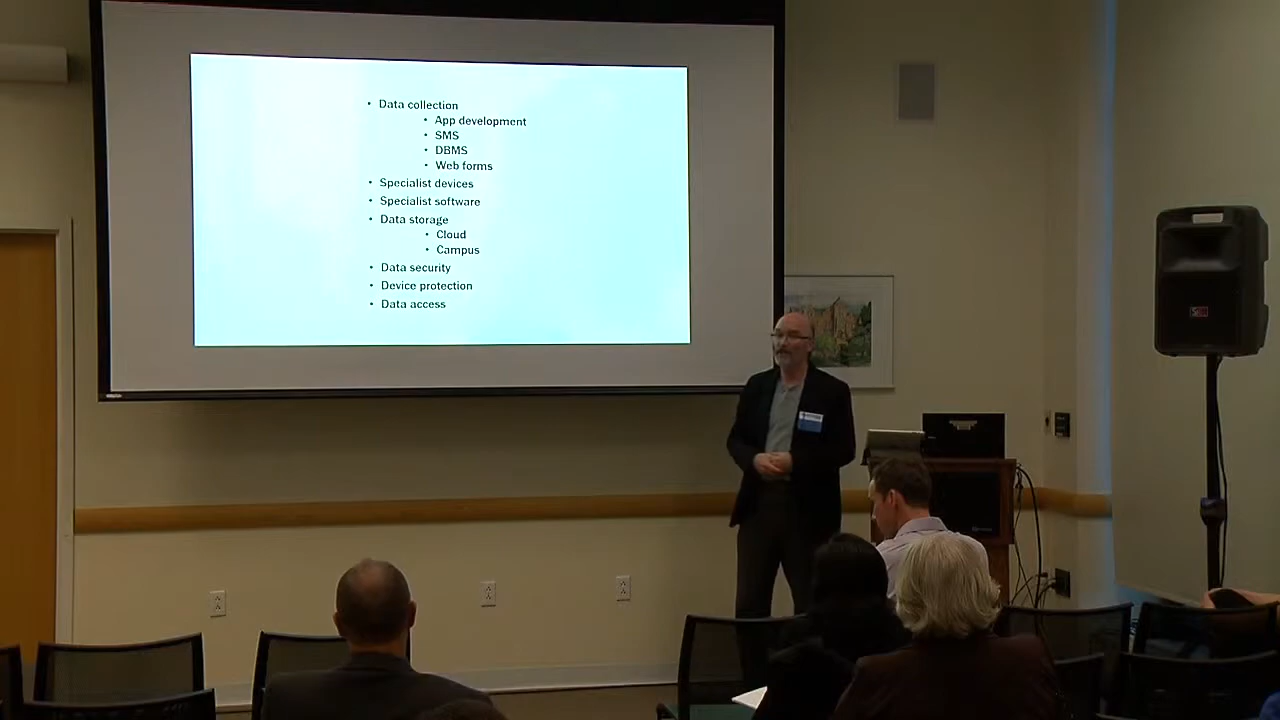 • Data collection
• App development
• SMS
• DBMS
• Web forms
• Specialist devices
• Specialist software
• Data storage
• Cloud
• Campus
• Data security
• Device protection
• Data access